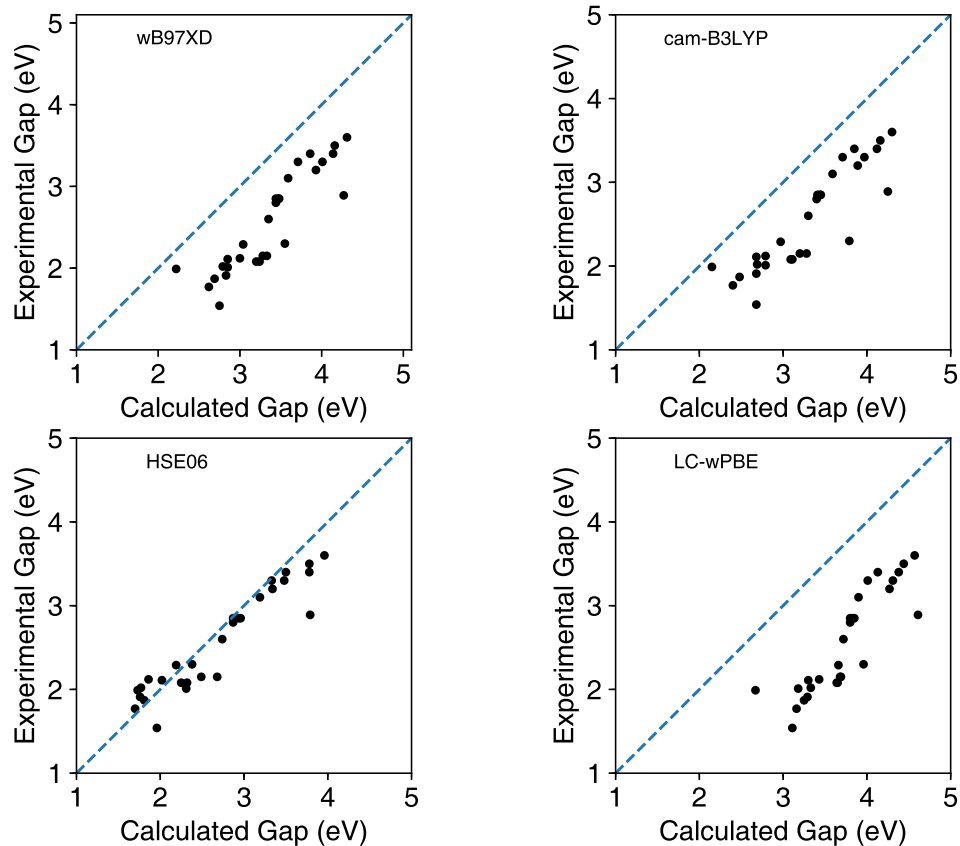 wB97XD
Experimental Gap (eV)
5
4
3
2
1
1 2 3 4 5
Calculated Gap (eV)
cam-B3LYP
Experimental Gap (eV)
5
4
3
2
1
1 2 3 4 5
Calculated Gap (eV)
HSE06
Experimental Gap (eV)
5
4
3
2
1
1 2 3 4 5
Calculated Gap (eV)
LC-wPBE
Experimental Gap (eV)
5
4
3
2
1
1 2 3 4 5
Calculated Gap (eV)